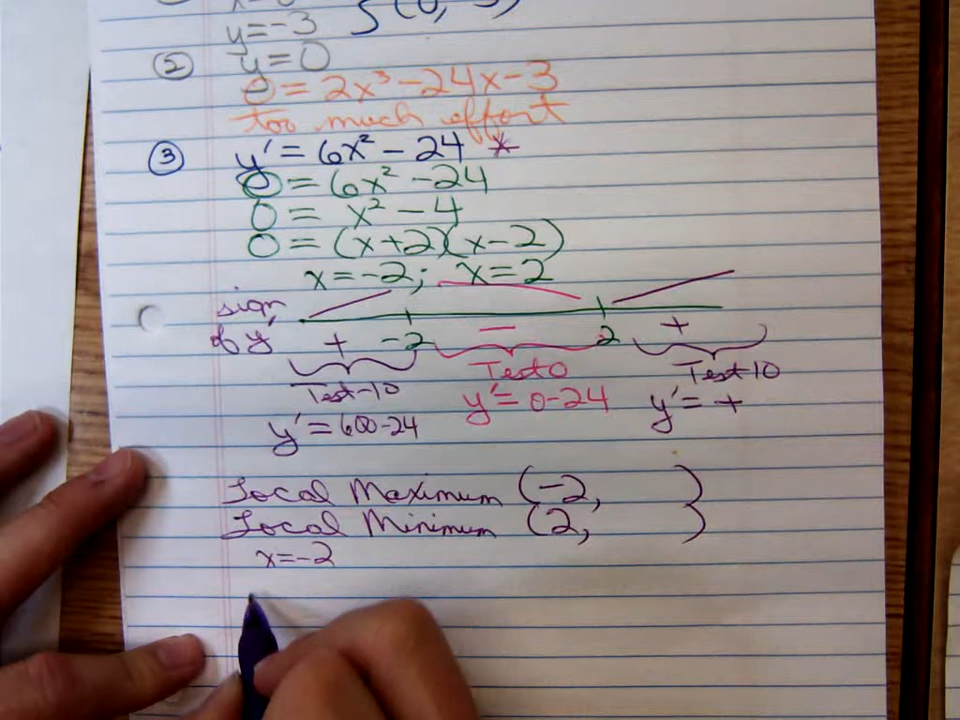 y=-3
② y=0
0 = 2x³-24x-3
too much effort
③ y' = 6x² - 24 *
0 = 6x² - 24
0 = x² - 4
0 = (x+2)(x-2)
x=-2; x=2
sign
of y' + -2 — 2 +
Test-10 Test 0 Test 10
y' = 600-24 y' = 0-24 y' = +
Local Maximum (-2, )
Local Minimum (2, )
x=-2